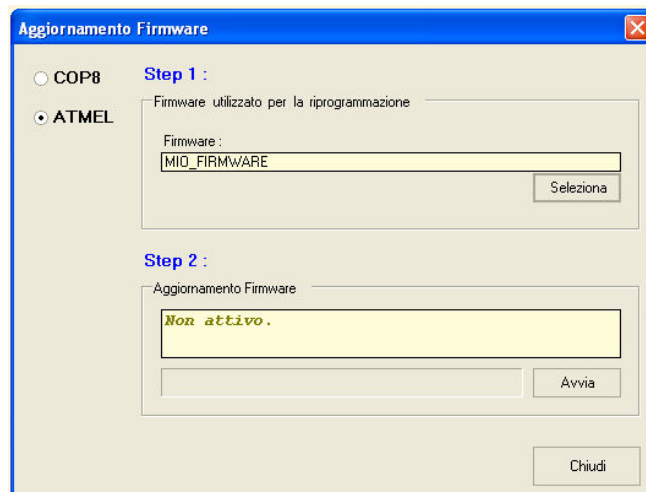 Aggiornamento Firmware
COP8
ATMEL
Step 1 :
Firmware utilizzato per la riprogrammazione
Firmware :
MIO_FIRMWARE
Seleziona
Step 2 :
Aggiornamento Firmware
Non attivo.
Avvia
Chiudi